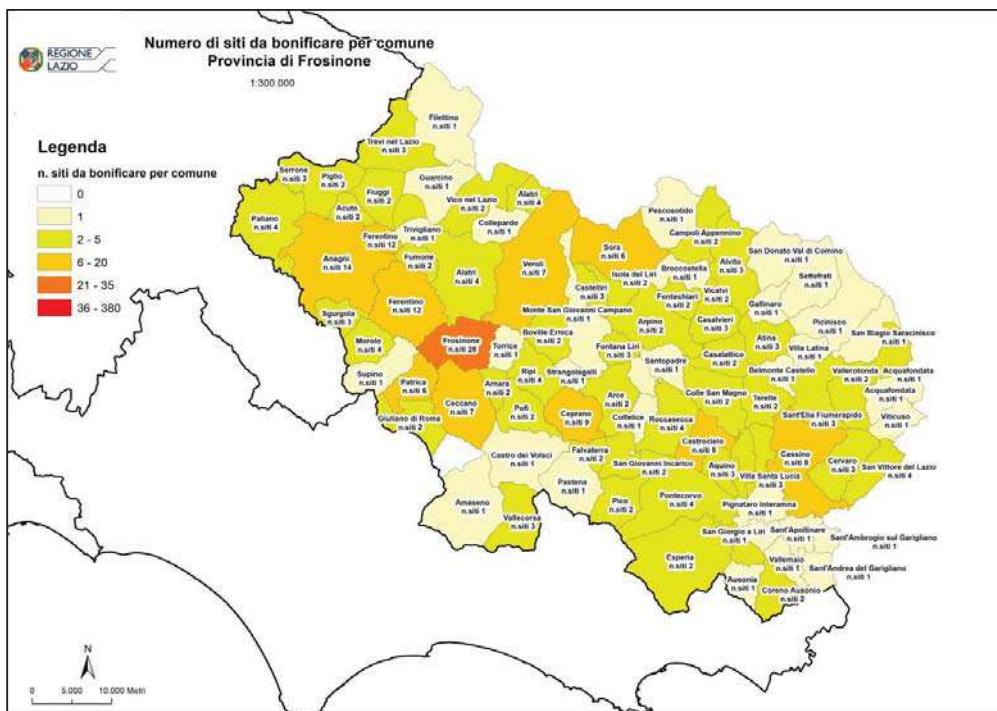 REGIONE
LAZIO
Numero di siti da bonificare per comune
Provincia di Frosinone
1:300.000
Legenda
n. siti da bonificare per comune
0
1
2 - 5
6 - 20
21 - 35
36 - 380
Filettino
n.siti 1
Trevi nel Lazio
n.siti 3
Serrone
n.siti 3
Piglio
n.siti 2
Guarcino
n.siti 1
Fiuggi
n.siti 2
Alatri
n.siti 4
Vico nel Lazio
n.siti 2
Acuto
n.siti 2
Paliano
n.siti 4
Collepardo
n.siti 1
Trivigliano
n.siti 1
Ferentino
n.siti 12
Pescosolido
n.siti 1
Campoli Appennino
n.siti 2
Sora
n.siti 6
San Donato Val di Comino
n.siti 1
Anagni
n.siti 14
Fumone
n.siti 2
Veroli
n.siti 7
Alatri
n.siti 4
Isola del Liri
n.siti 2
Broccostella
n.siti 1
Alvito
n.siti 3
Settefrati
n.siti 1
Castelliri
n.siti 3
Fontechiari
n.siti 2
Vicalvi
n.siti 2
Ferentino
n.siti 12
Gallinaro
n.siti 1
Monte San Giovanni Campano
n.siti 1
Sgurgola
n.siti 3
Arpino
n.siti 2
Casalvieri
n.siti 3
Picinisco
n.siti 1
San Biagio Saracinisco
n.siti 1
Frosinone
n.siti 28
Torrice
n.siti 1
Boville Ernica
n.siti 2
Atina
n.siti 3
Morolo
n.siti 4
Fontana Liri
n.siti 3
Villa Latina
n.siti 1
Supino
n.siti 1
Santopadre
n.siti 1
Casalattico
n.siti 2
Ripi
n.siti 4
Strangolagalli
n.siti 1
Belmonte Castello
n.siti 1
Vallerotonda
n.siti 2
Acquafondata
n.siti 1
Patrica
n.siti 6
Arnara
n.siti 2
Acquafondata
n.siti 1
Colle San Magno
n.siti 2
Terelle
n.siti 2
Arce
n.siti 2
Ceccano
n.siti 7
Pofi
n.siti 2
Ceprano
n.siti 9
Colfelice
n.siti 1
Roccasecca
n.siti 4
Sant'Elia Fiumerapido
n.siti 3
Viticuso
n.siti 1
Giuliano di Roma
n.siti 2
Castrocielo
n.siti 6
Castro dei Volsci
n.siti 1
Falvaterra
n.siti 2
Cassino
n.siti 8
San Giovanni Incarico
n.siti 2
Aquino
n.siti 3
Cervaro
n.siti 3
San Vittore del Lazio
n.siti 4
Villa Santa Lucia
n.siti 3
Pastena
n.siti 1
Amaseno
n.siti 1
Pico
n.siti 2
Pontecorvo
n.siti 4
Pignataro Interamna
n.siti 1
Vallecorsa
n.siti 3
San Giorgio a Liri
n.siti 1
Sant'Apollinare
n.siti 1
Sant'Ambrogio sul Garigliano
n.siti 1
Esperia
n.siti 2
Vallemaio
n.siti 1
Sant'Andrea del Garigliano
n.siti 1
Ausonia
n.siti 1
Coreno Ausonio
n.siti 2
N
0 5.000 10.000 Metri